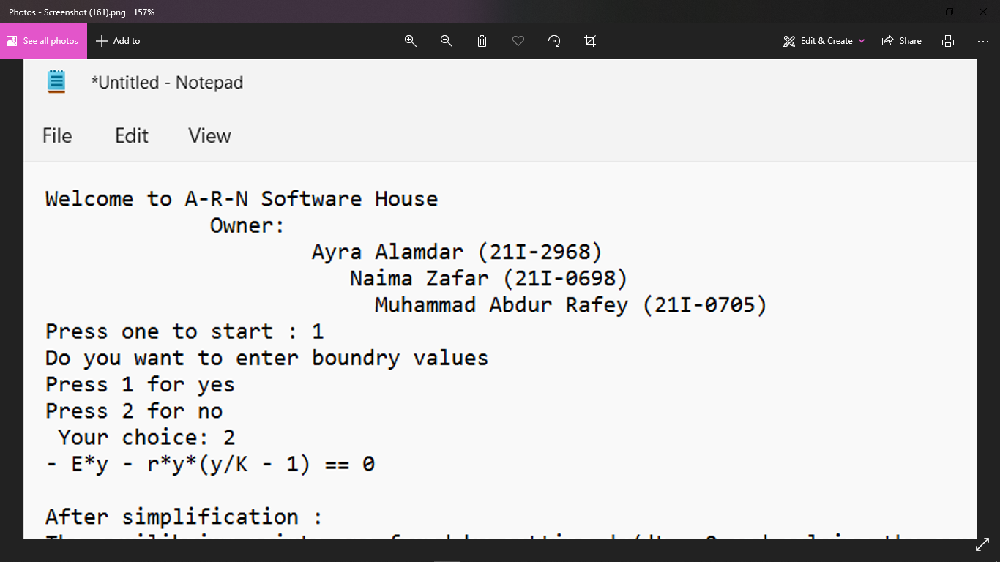 Photos - Screenshot (161).png 157%
See all photos
Add to
Edit & Create
Share
*Untitled - Notepad
File Edit View
Welcome to A-R-N Software House
Owner:
Ayra Alamdar (21I-2968)
Naima Zafar (21I-0698)
Muhammad Abdur Rafey (21I-0705)
Press one to start : 1
Do you want to enter boundry values
Press 1 for yes
Press 2 for no
Your choice: 2
- E*y - r*y*(y/K - 1) == 0
After simplification :